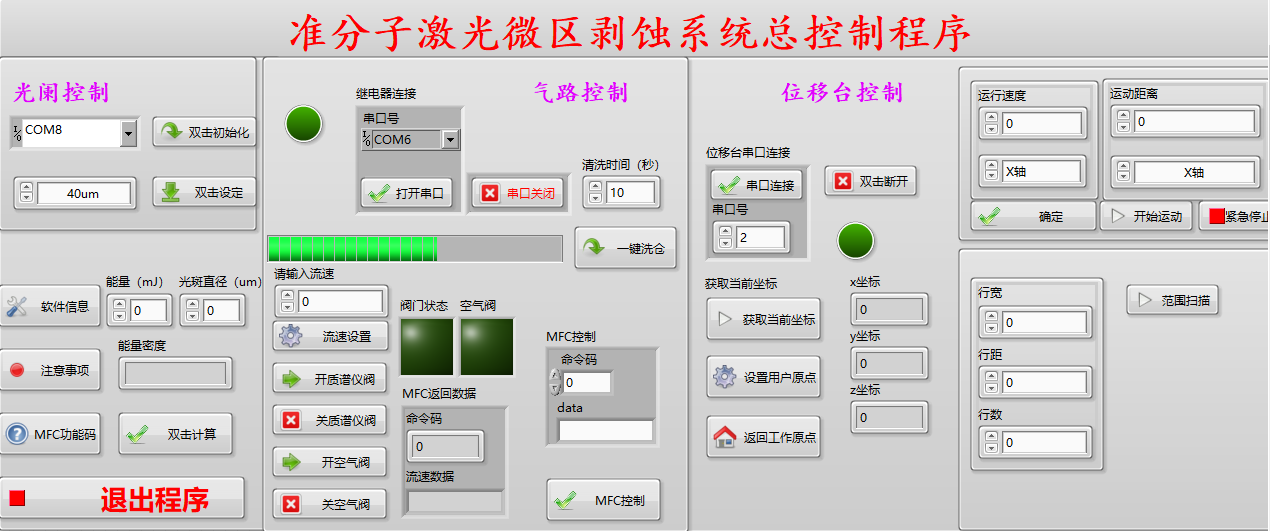 准分子激光微区剥蚀系统总控制程序
光阑控制
COM8
双击初始化
40um
双击设定
软件信息
能量（mJ）
0
光斑直径（um）
0
注意事项
能量密度
MFC功能码
双击计算
退出程序
气路控制
继电器连接
串口号
COM6
打开串口
串口关闭
清洗时间（秒）
10
一键洗仓
请输入流速
0
流速设置
开质谱仪阀
关质谱仪阀
开空气阀
关空气阀
阀门状态
空气阀
MFC返回数据
命令码
0
流速数据
MFC控制
命令码
0
data
MFC控制
位移台控制
位移台串口连接
串口连接
串口号
2
双击断开
获取当前坐标
获取当前坐标
设置用户原点
返回工作原点
x坐标
0
y坐标
0
z坐标
0
运行速度
0
X轴
运动距离
0
X轴
确定
开始运动
紧急停止
行宽
0
行距
0
行数
0
范围扫描